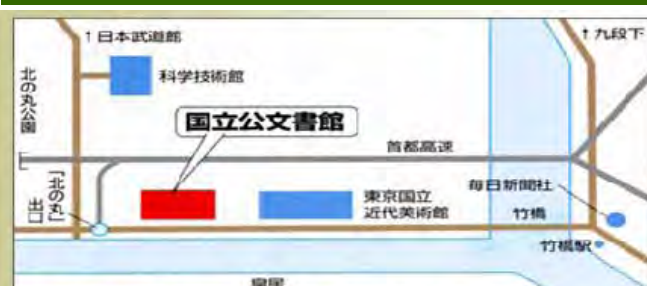 ↑日本武道館
↑九段下
科学技術館
北の丸公園
国立公文書館
首都高速
「北の丸」
出口
東京国立
近代美術館
毎日新聞社
竹橋
竹橋駅
皇居